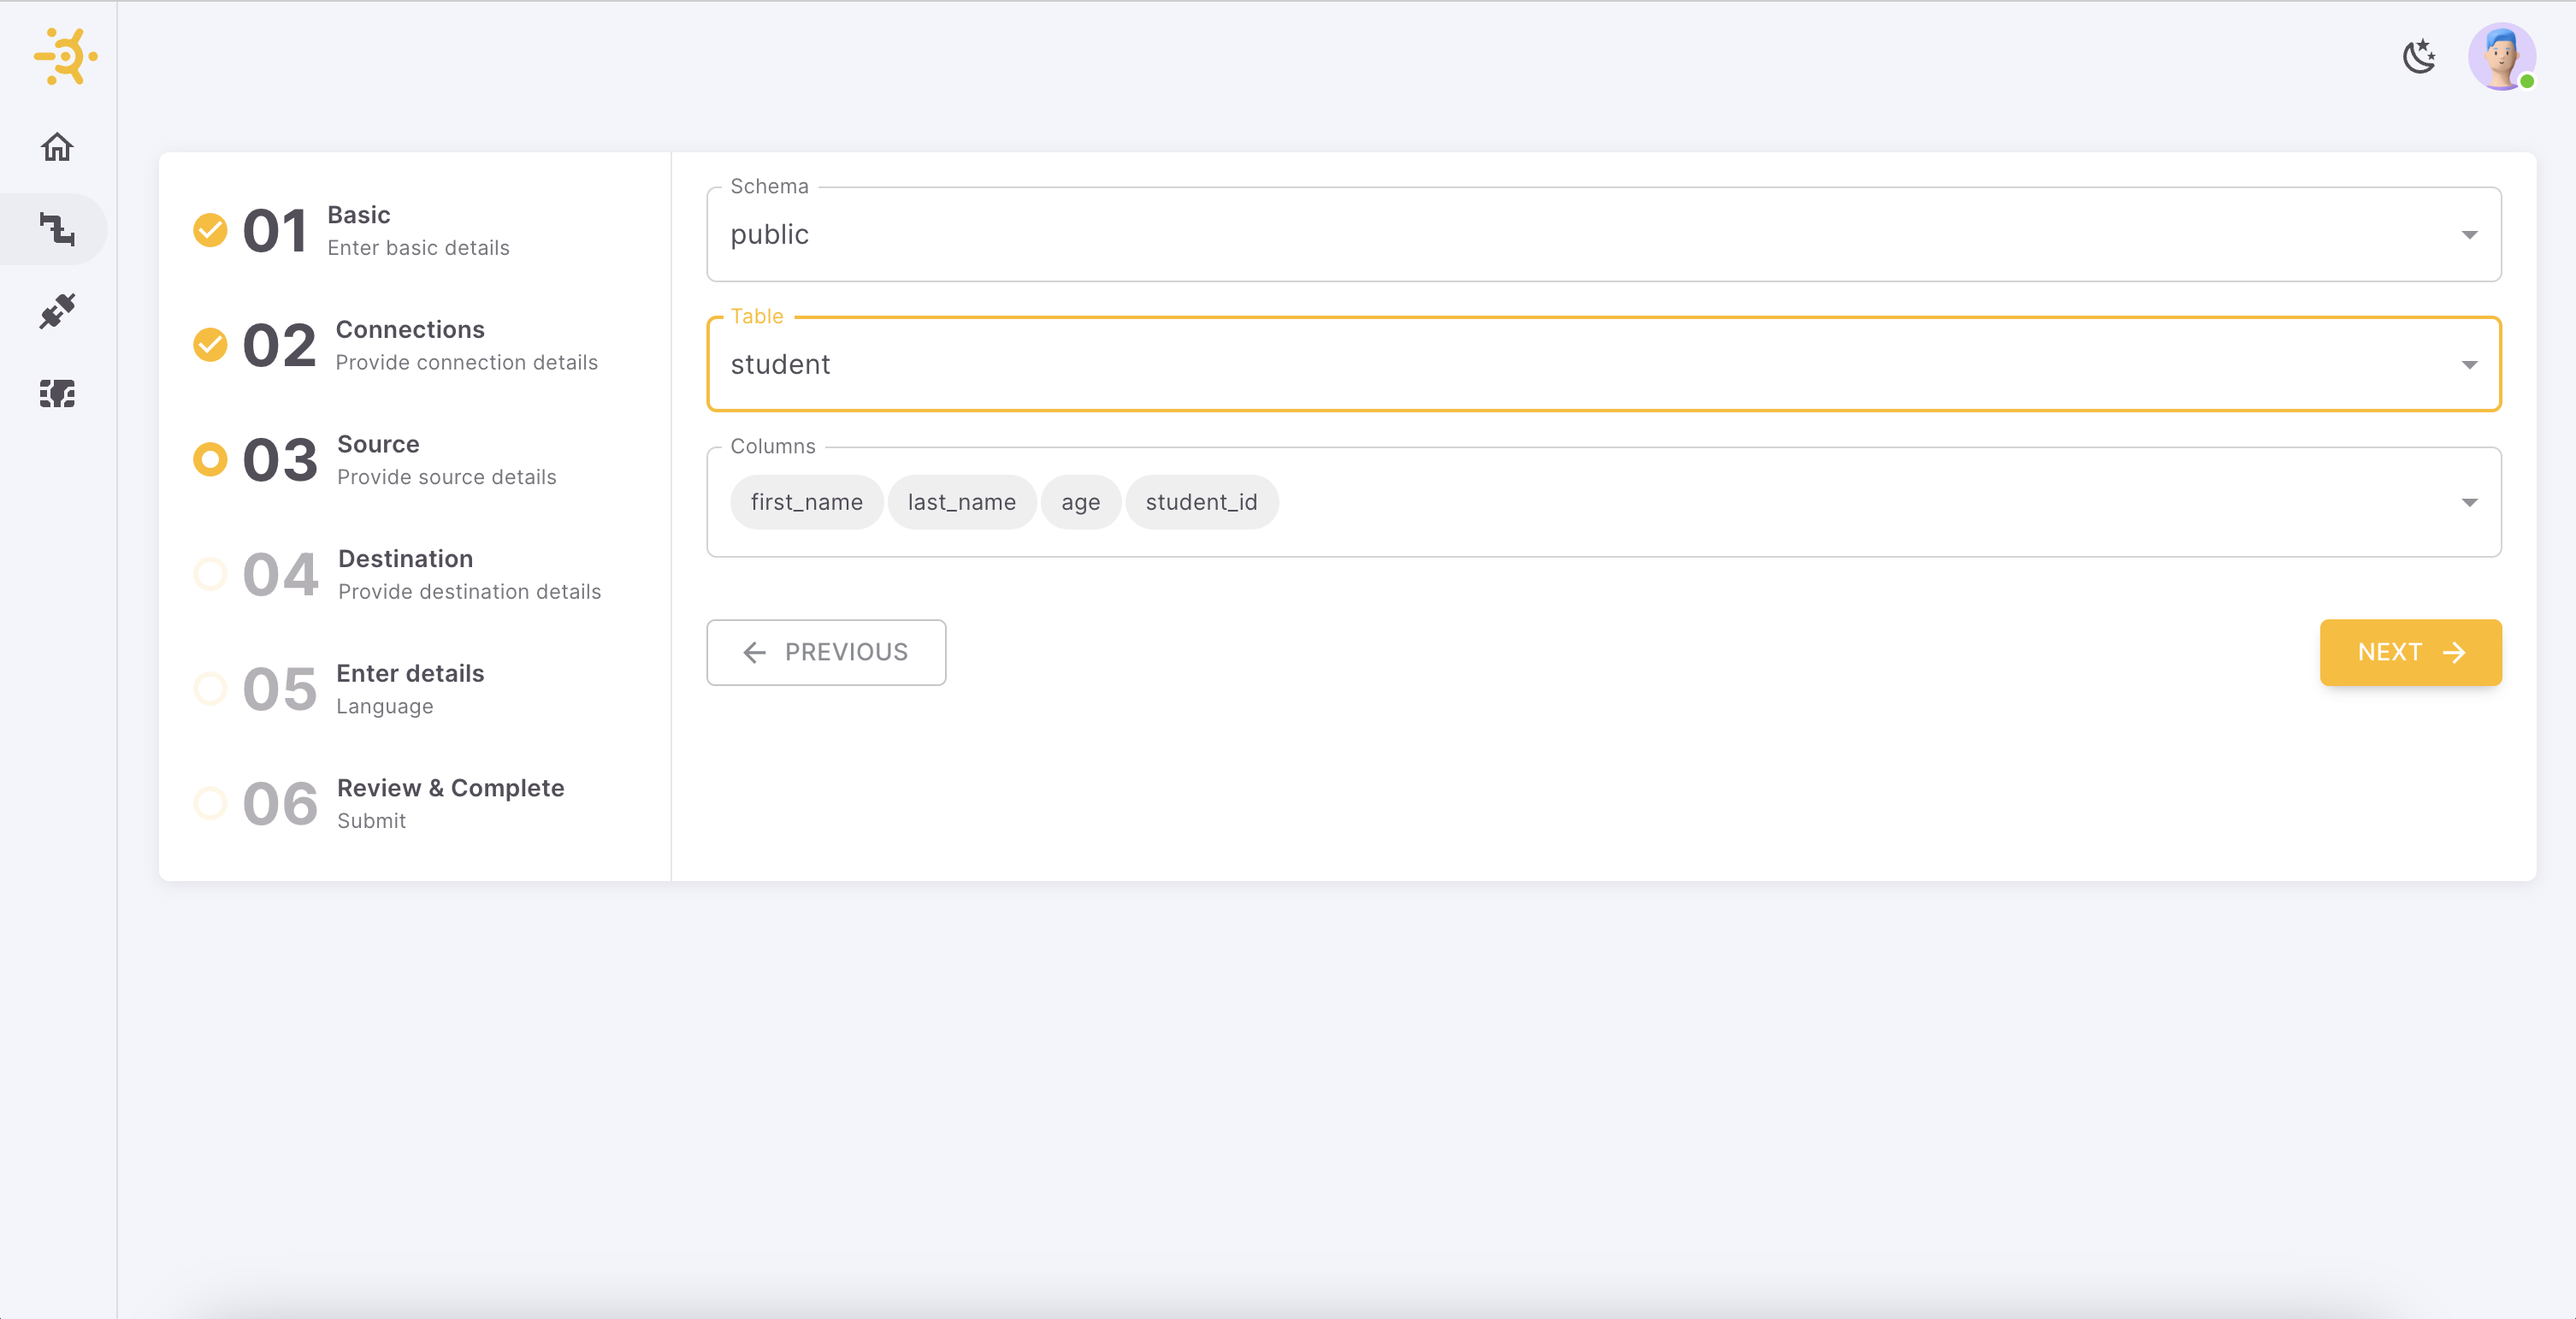 01
Basic
Enter basic details
02
Connections
Provide connection details
03
Source
Provide source details
04
Destination
Provide destination details
05
Enter details
Language
06
Review & Complete
Submit
Schema
public
Table
student
Columns
first_name last_name age student_id
PREVIOUS
NEXT